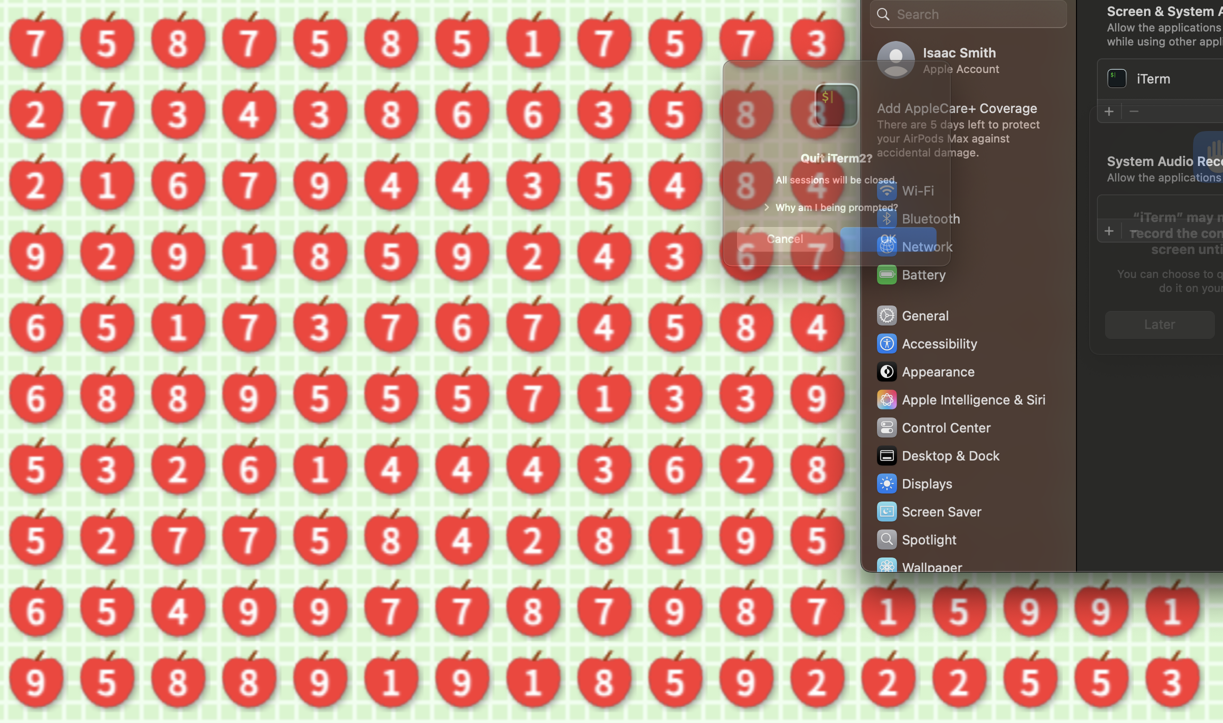 7 5 8 7 5 8 5 1 7 5 7 3
2 7 3 4 3 8 6 6 3 5 8 8
2 1 6 7 9 4 4 3 5 4 8 4
9 2 9 1 8 5 9 2 4 3 6 7
6 5 1 7 3 7 6 7 4 5 8 4
6 8 8 9 5 5 5 7 1 3 3 9
5 3 2 6 1 4 4 4 3 6 2 8
5 2 7 7 5 8 4 2 8 1 9 5
6 5 4 9 9 7 7 8 7 9 8 7 1 5 9 9 1
9 5 8 8 9 1 9 1 8 5 9 2 2 2 5 5 3
$
Quit iTerm2?
All sessions will be closed.
Why am I being prompted?
Cancel
OK
Search
Isaac Smith
Apple Account
Add AppleCare+ Coverage
There are 5 days left to protect
your AirPods Max against
accidental damage.
Wi-Fi
Bluetooth
Network
Battery
General
Accessibility
Appearance
Apple Intelligence & Siri
Control Center
Desktop & Dock
Displays
Screen Saver
Spotlight
Wallpaper
Screen & System A
Allow the applications
while using other appl
iTerm
System Audio Reco
Allow the applications
“iTerm” may n
record the con
screen unti
You can choose to q
do it on your
Later